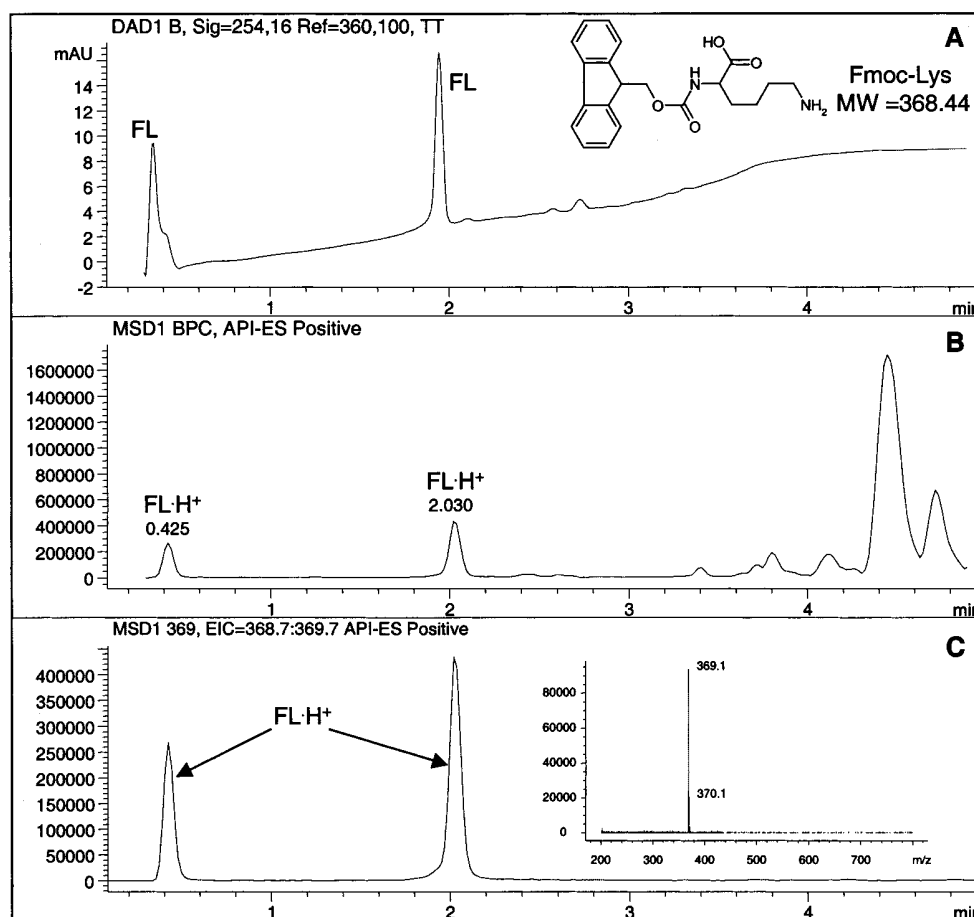 DAD1 B, Sig=254,16 Ref=360,100, TT
A
mAU
14
12
10
8
6
4
2
0
-2
FL
FL
HO
O
H
N
O
O
NH2
Fmoc-Lys
MW =368.44
1
2
3
4
min
MSD1 BPC, API-ES Positive
B
1600000
1400000
1200000
1000000
800000
600000
400000
200000
0
FL·H+
0.425
FL·H+
2.030
1
2
3
4
min
MSD1 369, EIC=368.7:369.7 API-ES Positive
C
400000
350000
300000
250000
200000
150000
100000
50000
0
FL·H+
80000
60000
40000
20000
0
369.1
370.1
200
300
400
500
600
700
m/z
1
2
3
4
min